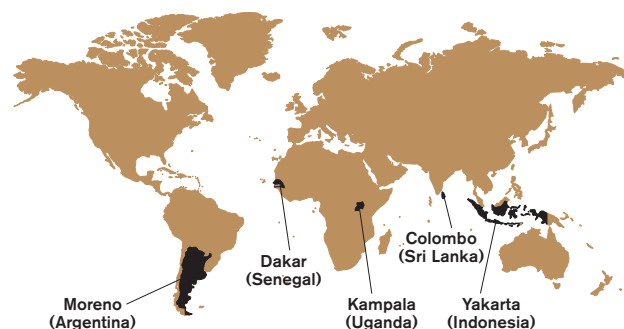 Dakar
(Senegal)
Colombo
(Sri Lanka)
Moreno
(Argentina)
Kampala
(Uganda)
Yakarta
(Indonesia)